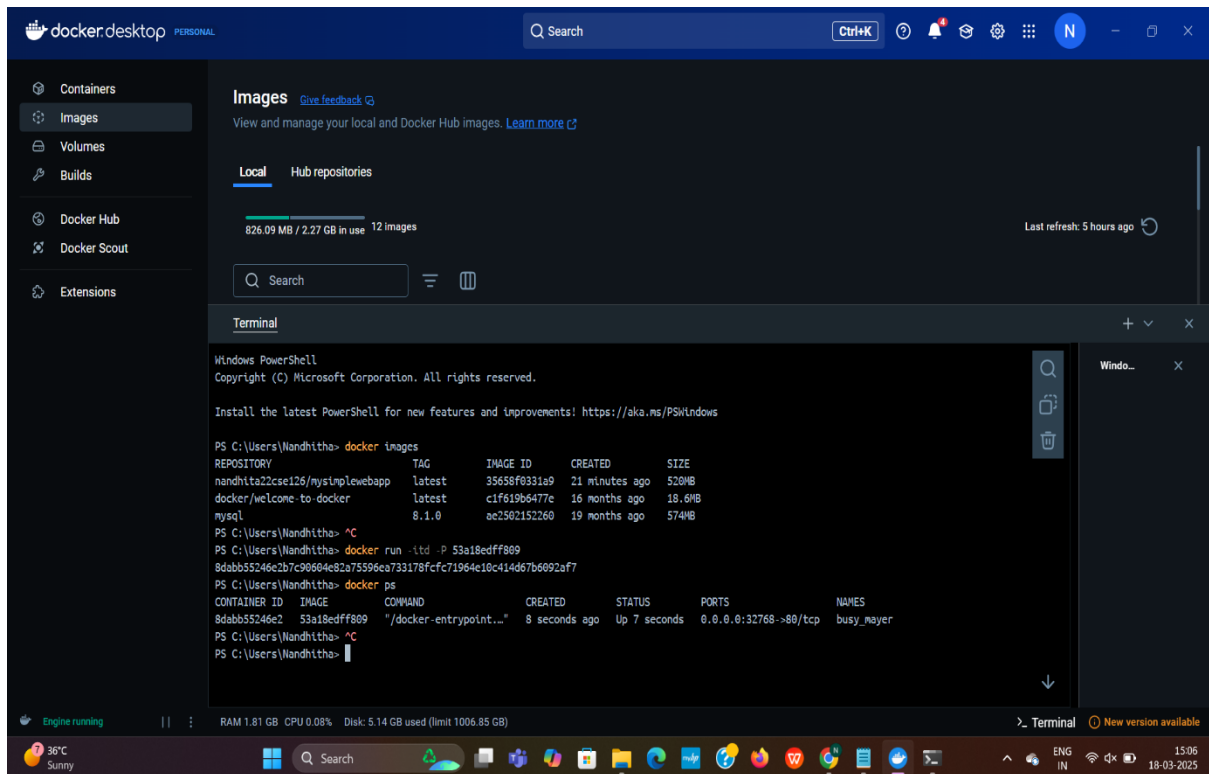 docker.desktop PERSONAL
Search
Ctrl+K
4
N
Containers
Images
Volumes
Builds
Docker Hub
Docker Scout
Extensions
Images Give feedback
View and manage your local and Docker Hub images. Learn more
Local Hub repositories
826.09 MB / 2.27 GB in use 12 images
Last refresh: 5 hours ago
Search
Terminal
Windo...
Windows PowerShell
Copyright (C) Microsoft Corporation. All rights reserved.
Install the latest PowerShell for new features and improvements! https://aka.ms/PSWindows
PS C:\Users\Nandhitha> docker images
REPOSITORY TAG IMAGE ID CREATED SIZE
nandhita22cse126/mysimplewebapp latest 35658f0331a9 21 minutes ago 520MB
docker/welcome-to-docker latest c1f619b6477e 16 months ago 18.6MB
mysql 8.1.0 ae2502152260 19 months ago 574MB
PS C:\Users\Nandhitha> ^C
PS C:\Users\Nandhitha> docker run -itd -P 53a18edff809
8dabb55246e2b7c90604e82a75596ea733178fcfc71964e10c414d67b6092af7
PS C:\Users\Nandhitha> docker ps
CONTAINER ID IMAGE COMMAND CREATED STATUS PORTS NAMES
8dabb55246e2 53a18edff809 "/docker-entrypoint.…" 8 seconds ago Up 7 seconds 0.0.0.0:32768->80/tcp busy_mayer
PS C:\Users\Nandhitha> ^C
PS C:\Users\Nandhitha>
Engine running
RAM 1.81 GB CPU 0.08% Disk: 5.14 GB used (limit 1006.85 GB)
>_ Terminal
New version available
7
36°C
Sunny
Search
ENG
IN
15:06
18-03-2025